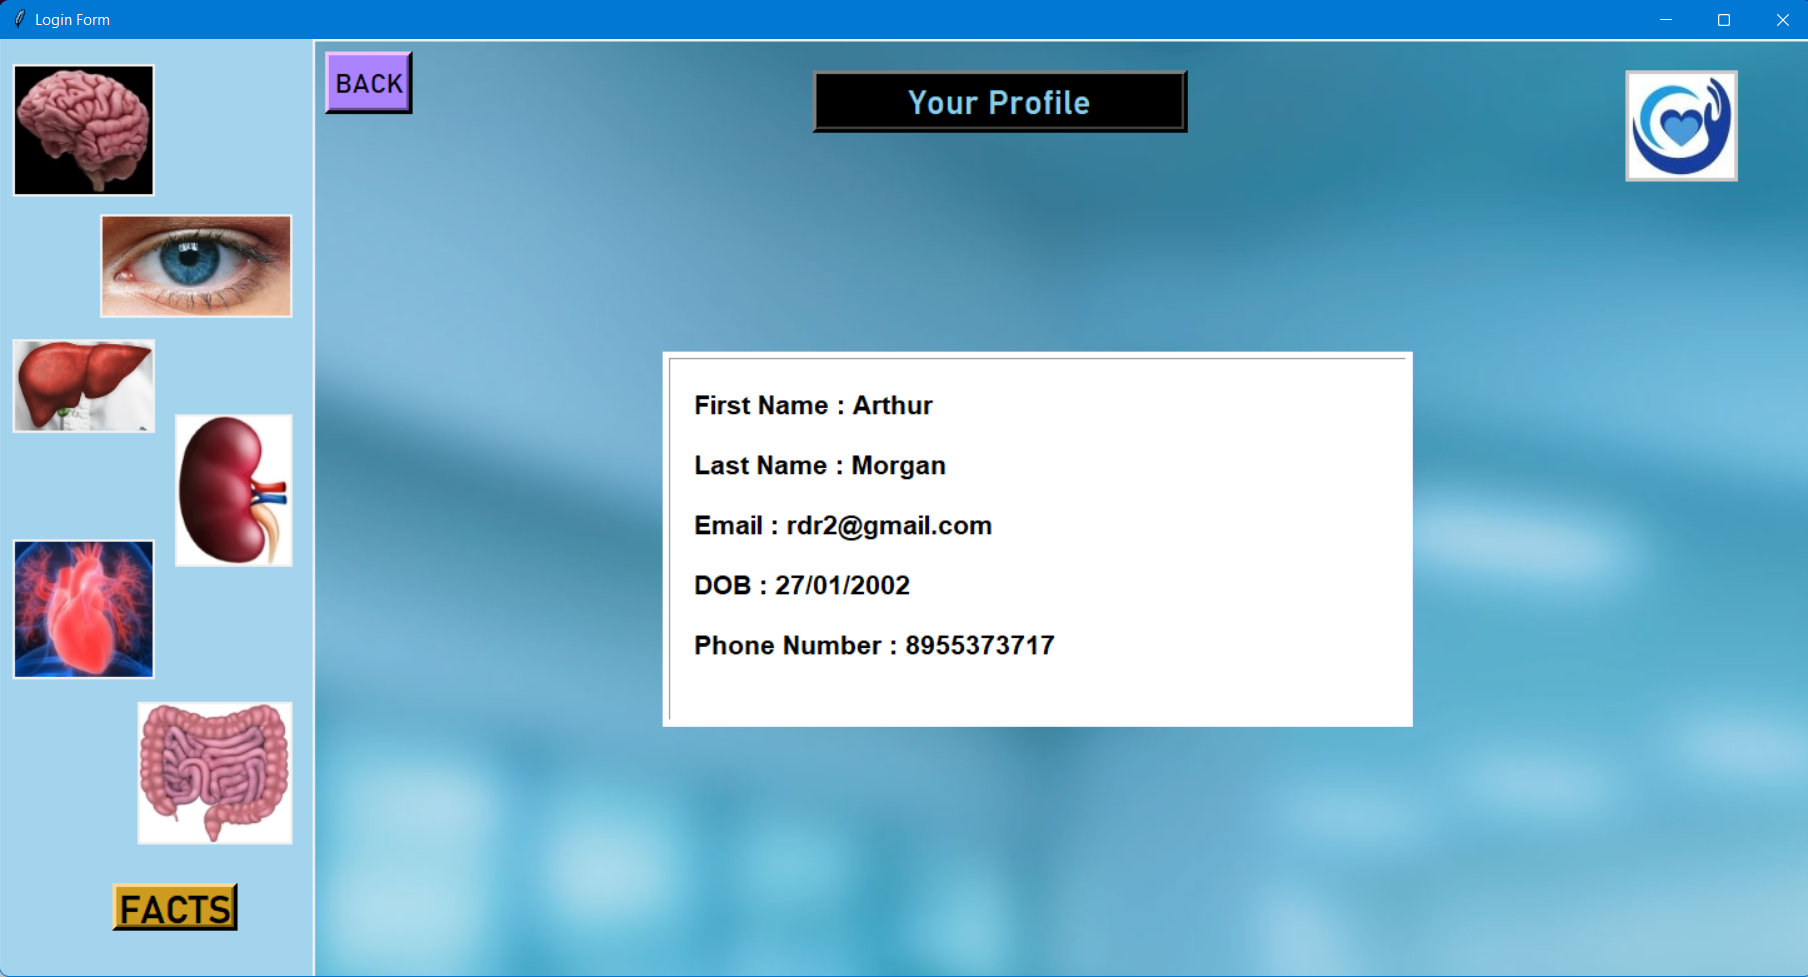 Login Form
BACK
Your Profile
First Name : Arthur
Last Name : Morgan
Email : rdr2@gmail.com
DOB : 27/01/2002
Phone Number : 8955373717
FACTS